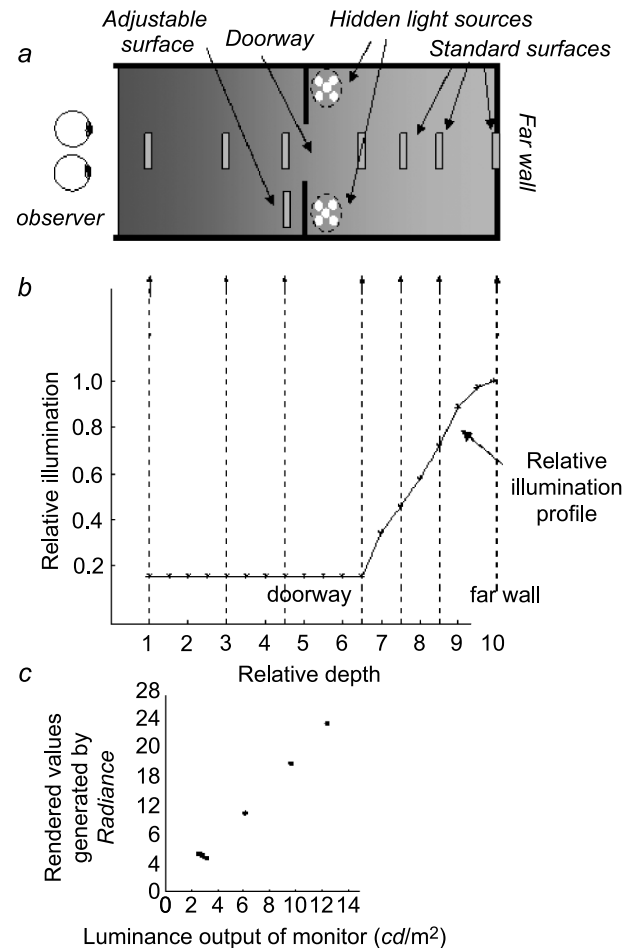 a
Adjustable
surface
Doorway
Hidden light sources
Standard surfaces
Far wall
observer
b
Relative illumination
1.0
0.8
0.6
0.4
0.2
Relative
illumination
profile
doorway
far wall
1 2 3 4 5 6 7 8 9 10
Relative depth
c
Rendered values
generated by
Radiance
28
24
20
18
12
6
4
0
0 2 4 6 8 10 12 14
Luminance output of monitor (cd/m²)